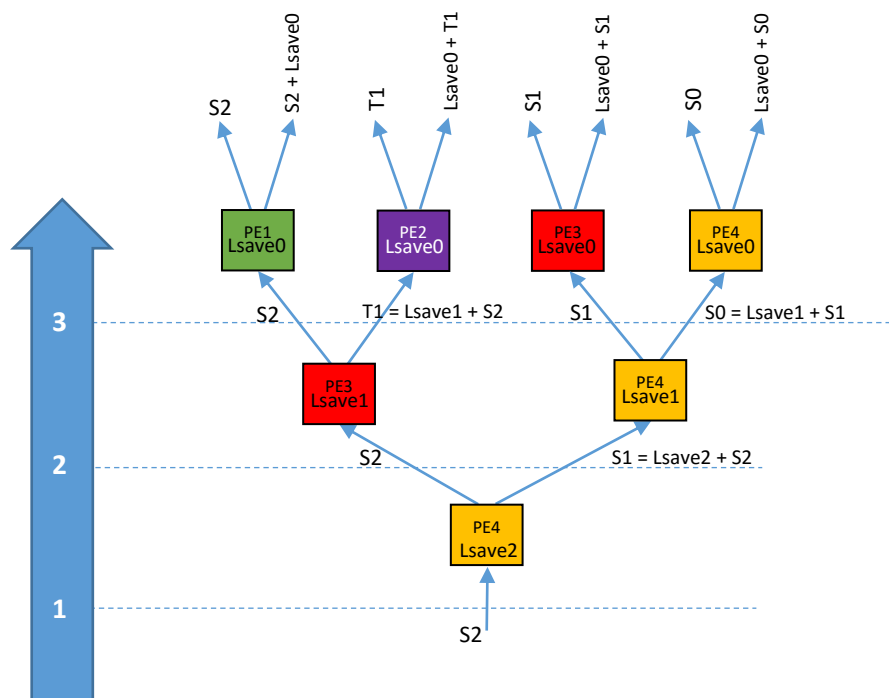 S2
S2 + Lsave0
T1
Lsave0 + T1
S1
Lsave0 + S1
S0
Lsave0 + S0
PE1
Lsave0
PE2
Lsave0
PE3
Lsave0
PE4
Lsave0
3
S2
T1 = Lsave1 + S2
S1
S0 = Lsave1 + S1
PE3
Lsave1
PE4
Lsave1
2
S2
S1 = Lsave2 + S2
PE4
Lsave2
1
S2